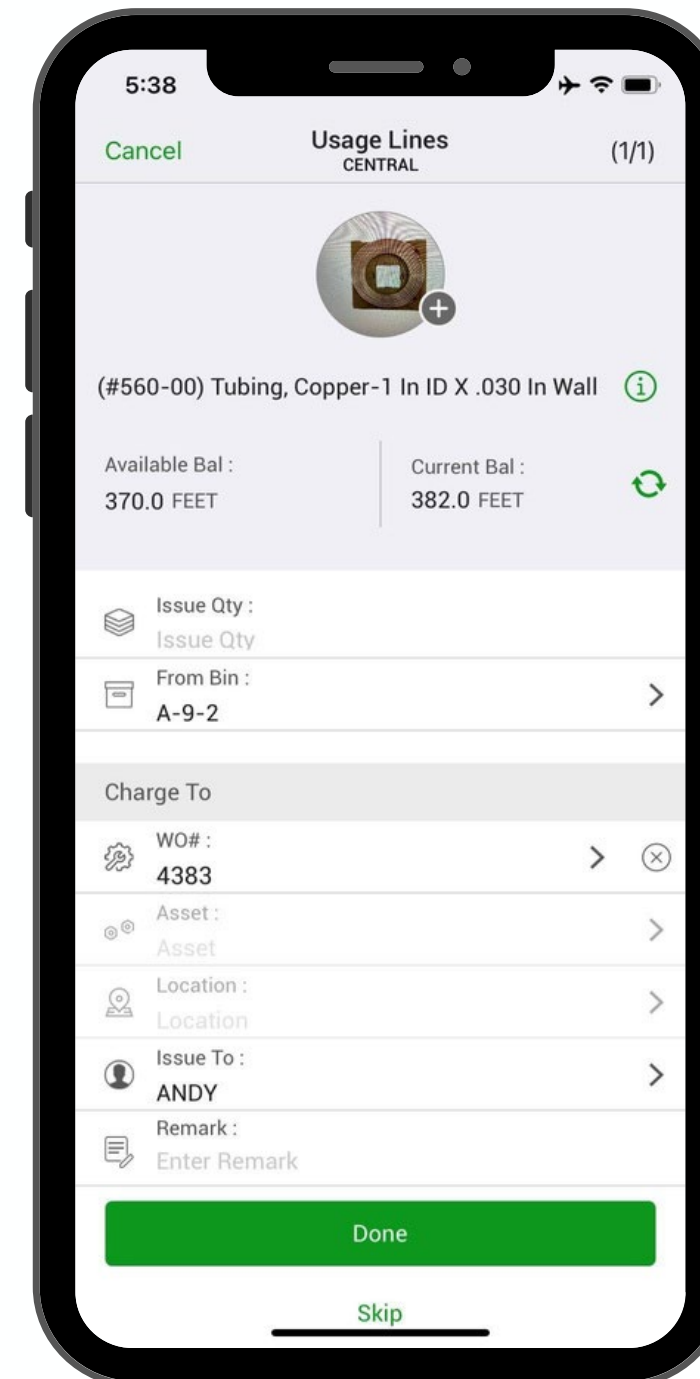 5:38
Cancel Usage Lines (1/1)
CENTRAL
(#560-00) Tubing, Copper-1 In ID X .030 In Wall
Available Bal : Current Bal :
370.0 FEET 382.0 FEET
Issue Qty :
Issue Qty
From Bin :
A-9-2
Charge To
WO# :
4383
Asset :
Asset
Location :
Location
Issue To :
ANDY
Remark :
Enter Remark
Done
Skip